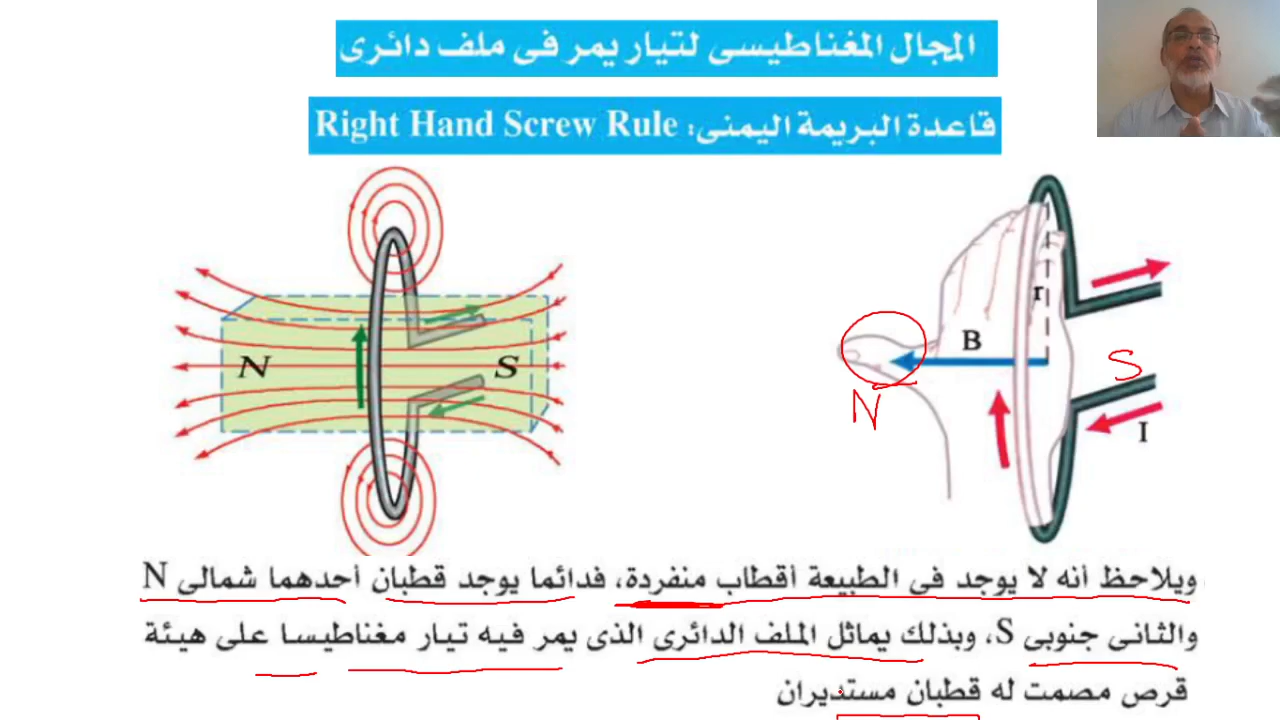 المجال المغناطيسى لتيار يمر فى ملف دائرى
قاعدة البريمة اليمنى: Right Hand Screw Rule
N
S
r
B
N
S
I
ويلاحظ أنه لا يوجد فى الطبيعة أقطاب منفردة، فدائما يوجد قطبان أحدهما شمالى N
والثانى جنوبى S، وبذلك يماثل الملف الدائرى الذى يمر فيه تيار مغناطيسا على هيئة
قرص مصمت له قطبان مستديران